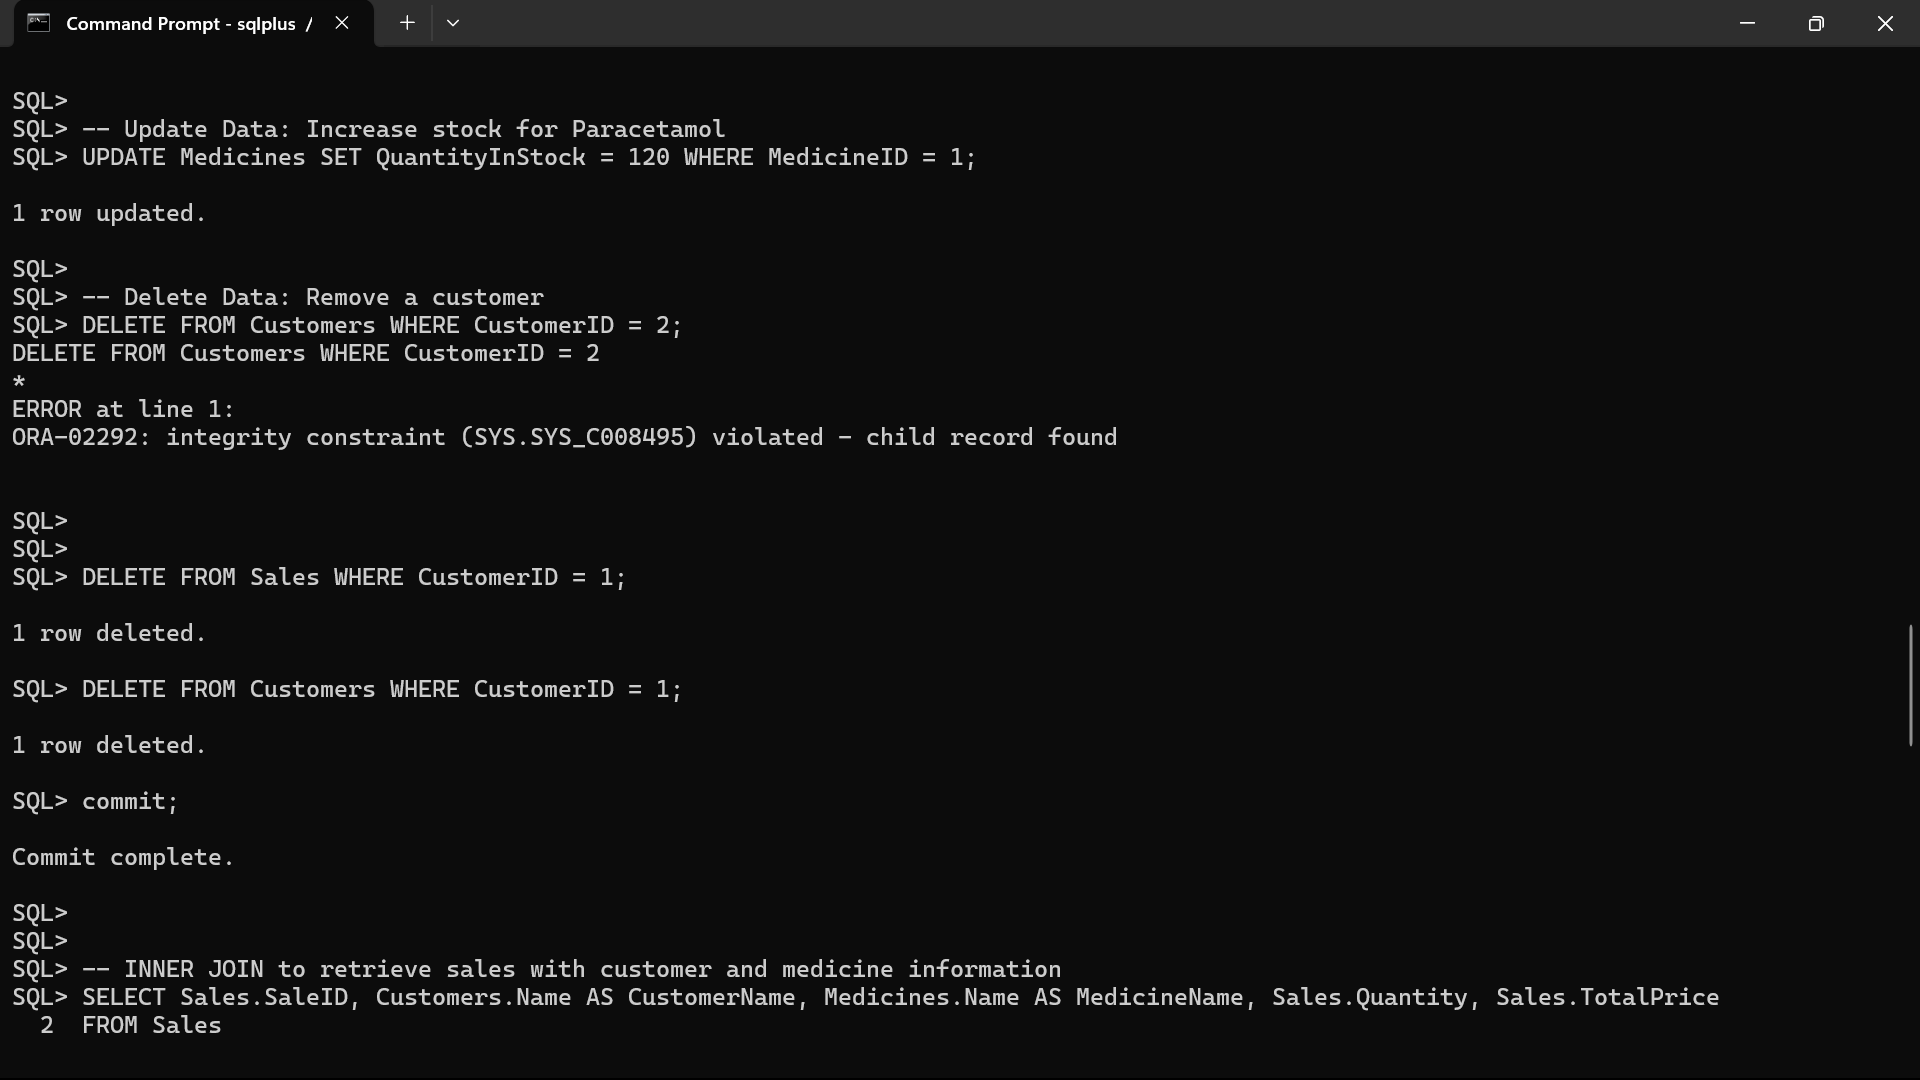 Command Prompt - sqlplus /
SQL>
SQL> -- Update Data: Increase stock for Paracetamol
SQL> UPDATE Medicines SET QuantityInStock = 120 WHERE MedicineID = 1;
1 row updated.
SQL>
SQL> -- Delete Data: Remove a customer
SQL> DELETE FROM Customers WHERE CustomerID = 2;
DELETE FROM Customers WHERE CustomerID = 2
*
ERROR at line 1:
ORA-02292: integrity constraint (SYS.SYS_C008495) violated - child record found
SQL>
SQL>
SQL> DELETE FROM Sales WHERE CustomerID = 1;
1 row deleted.
SQL> DELETE FROM Customers WHERE CustomerID = 1;
1 row deleted.
SQL> commit;
Commit complete.
SQL>
SQL>
SQL> -- INNER JOIN to retrieve sales with customer and medicine information
SQL> SELECT Sales.SaleID, Customers.Name AS CustomerName, Medicines.Name AS MedicineName, Sales.Quantity, Sales.TotalPrice
  2  FROM Sales